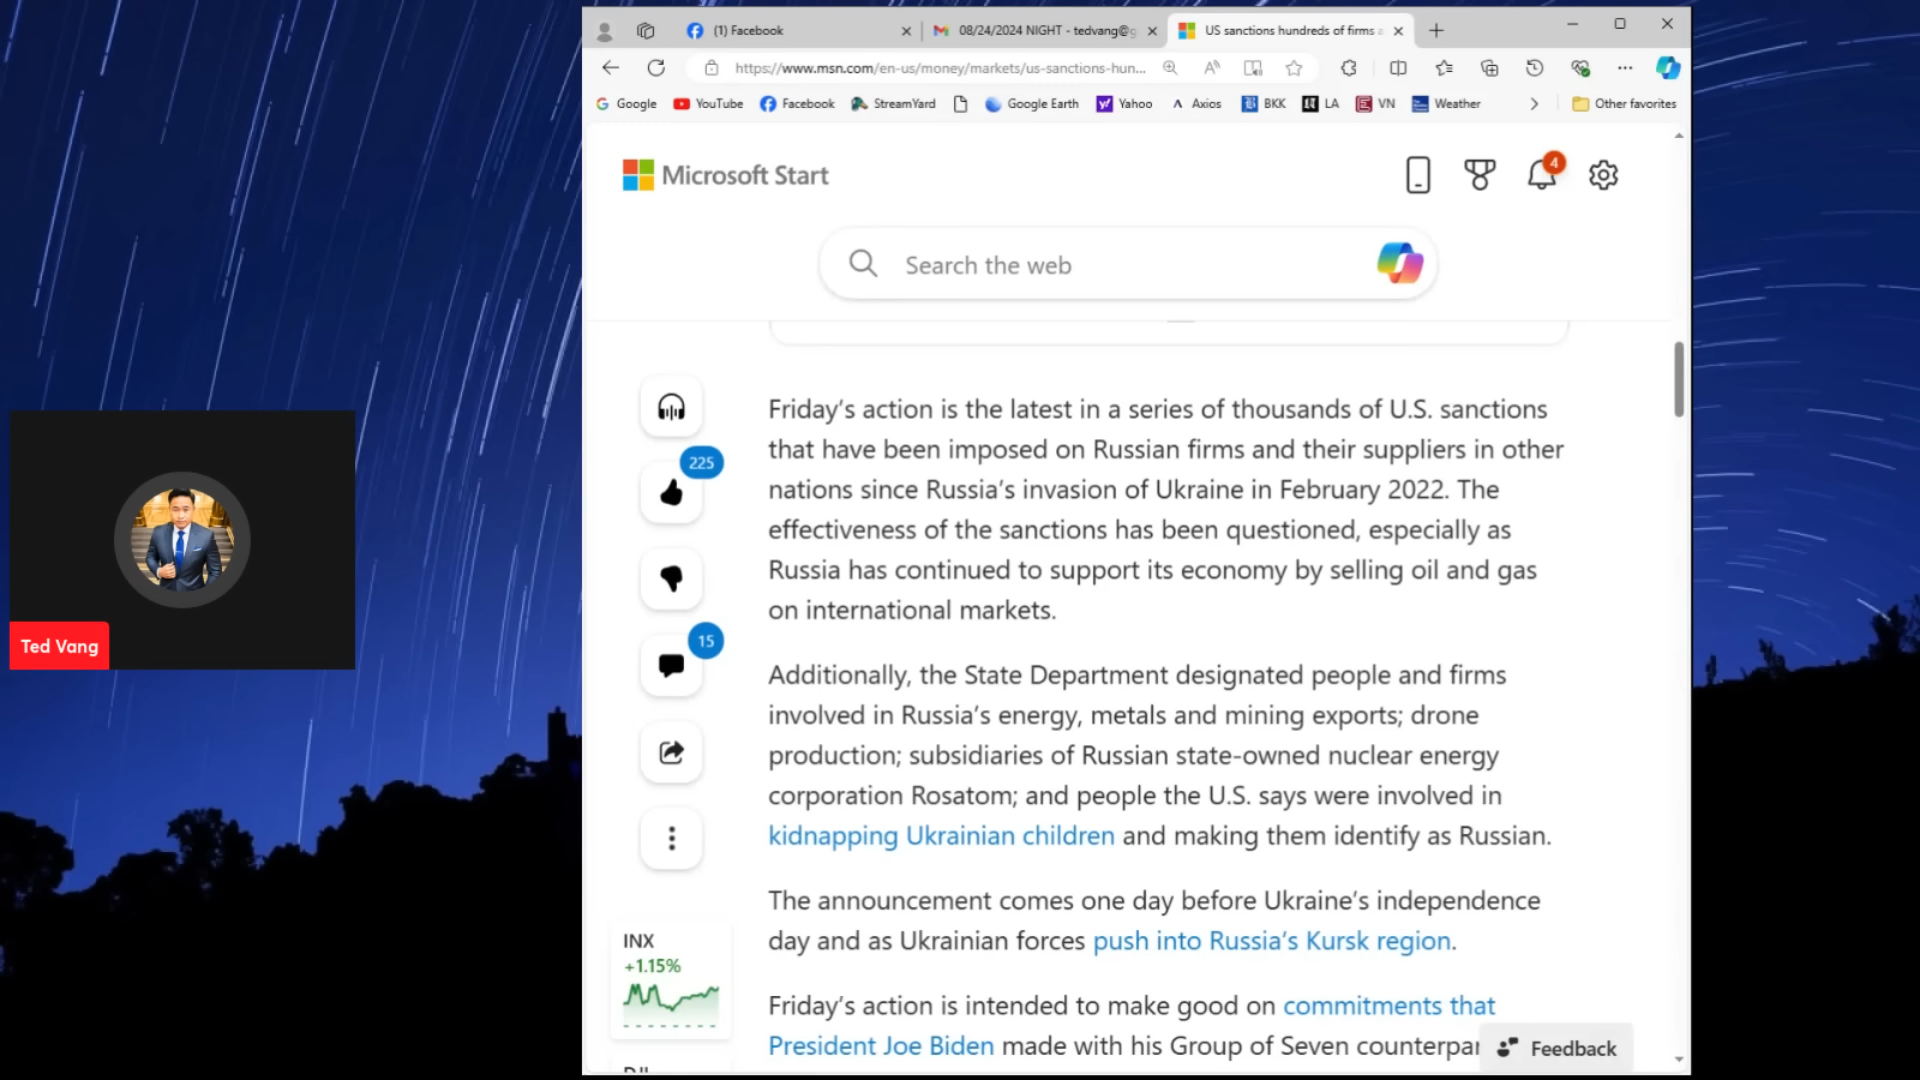 (1) Facebook
08/24/2024 NIGHT - tedvang@g
US sanctions hundreds of firms a
https://www.msn.com/en-us/money/markets/us-sanctions-hun...
Google
YouTube
Facebook
StreamYard
Google Earth
Yahoo
Axios
BKK
LA
VN
Weather
Other favorites
Microsoft Start
4
Search the web
225
15
Friday’s action is the latest in a series of thousands of U.S. sanctions
that have been imposed on Russian firms and their suppliers in other
nations since Russia’s invasion of Ukraine in February 2022. The
effectiveness of the sanctions has been questioned, especially as
Russia has continued to support its economy by selling oil and gas
on international markets.
Additionally, the State Department designated people and firms
involved in Russia’s energy, metals and mining exports; drone
production; subsidiaries of Russian state-owned nuclear energy
corporation Rosatom; and people the U.S. says were involved in
kidnapping Ukrainian children and making them identify as Russian.
The announcement comes one day before Ukraine’s independence
day and as Ukrainian forces push into Russia’s Kursk region.
Friday’s action is intended to make good on commitments that
President Joe Biden made with his Group of Seven counterpar
INX
+1.15%
Feedback
Ted Vang